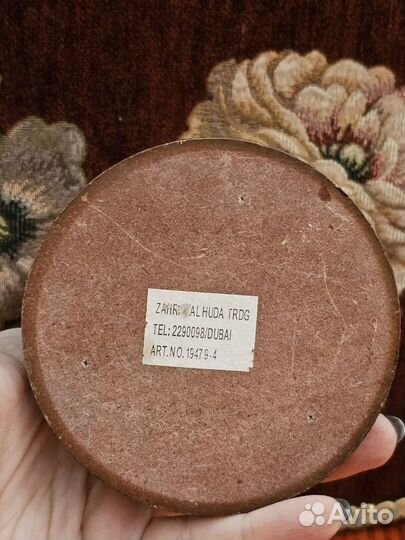 AL HUDA TRDG
TEL: 2290098/DUBAI
ART.NO. 1947 9-4
Avito